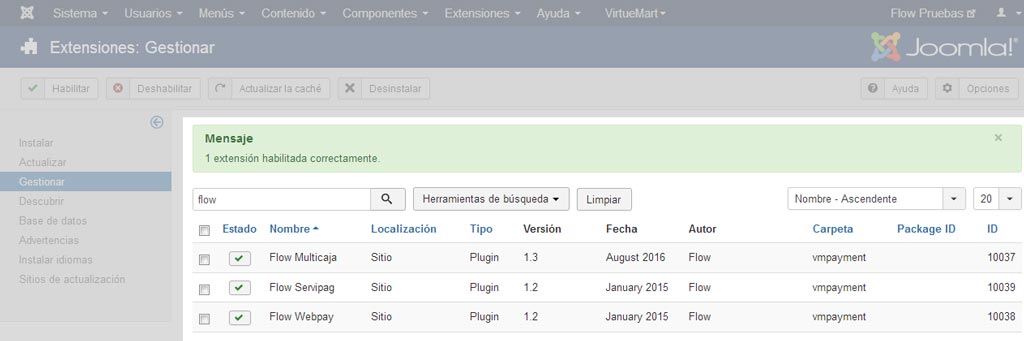 Sistema Usuarios Menús Contenido Componentes Extensiones Ayuda VirtueMart Flow Pruebas
Extensiones: Gestionar Joomla!®
Habilitar Deshabilitar Actualizar la caché Desinstalar Ayuda Opciones
Instalar
Actualizar
Gestionar
Descubrir
Base de datos
Advertencias
Instalar idiomas
Sitios de actualización
Mensaje ×
1 extensión habilitada correctamente.
flow Herramientas de búsqueda Limpiar Nombre - Ascendente 20
Estado Nombre Localización Tipo Versión Fecha Autor Carpeta Package ID ID
Flow Multicaja Sitio Plugin 1.3 August 2016 Flow vmpayment 10037
Flow Servipag Sitio Plugin 1.2 January 2015 Flow vmpayment 10039
Flow Webpay Sitio Plugin 1.2 January 2015 Flow vmpayment 10038